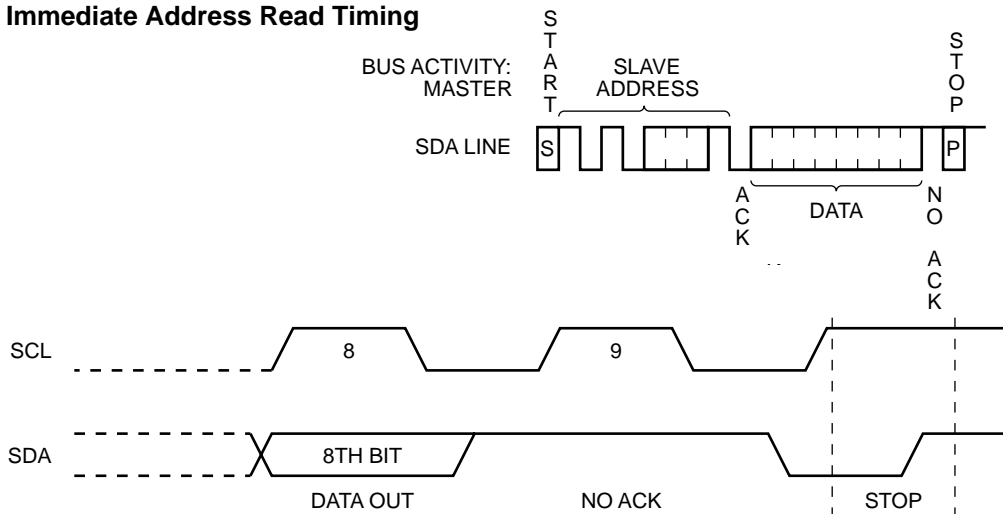 Immediate Address Read Timing
START
BUS ACTIVITY:
MASTER
SLAVE
ADDRESS
STOP
SDA LINE
S
P
ACK
DATA
NO ACK
SCL
8
9
SDA
8TH BIT
DATA OUT
NO ACK
STOP